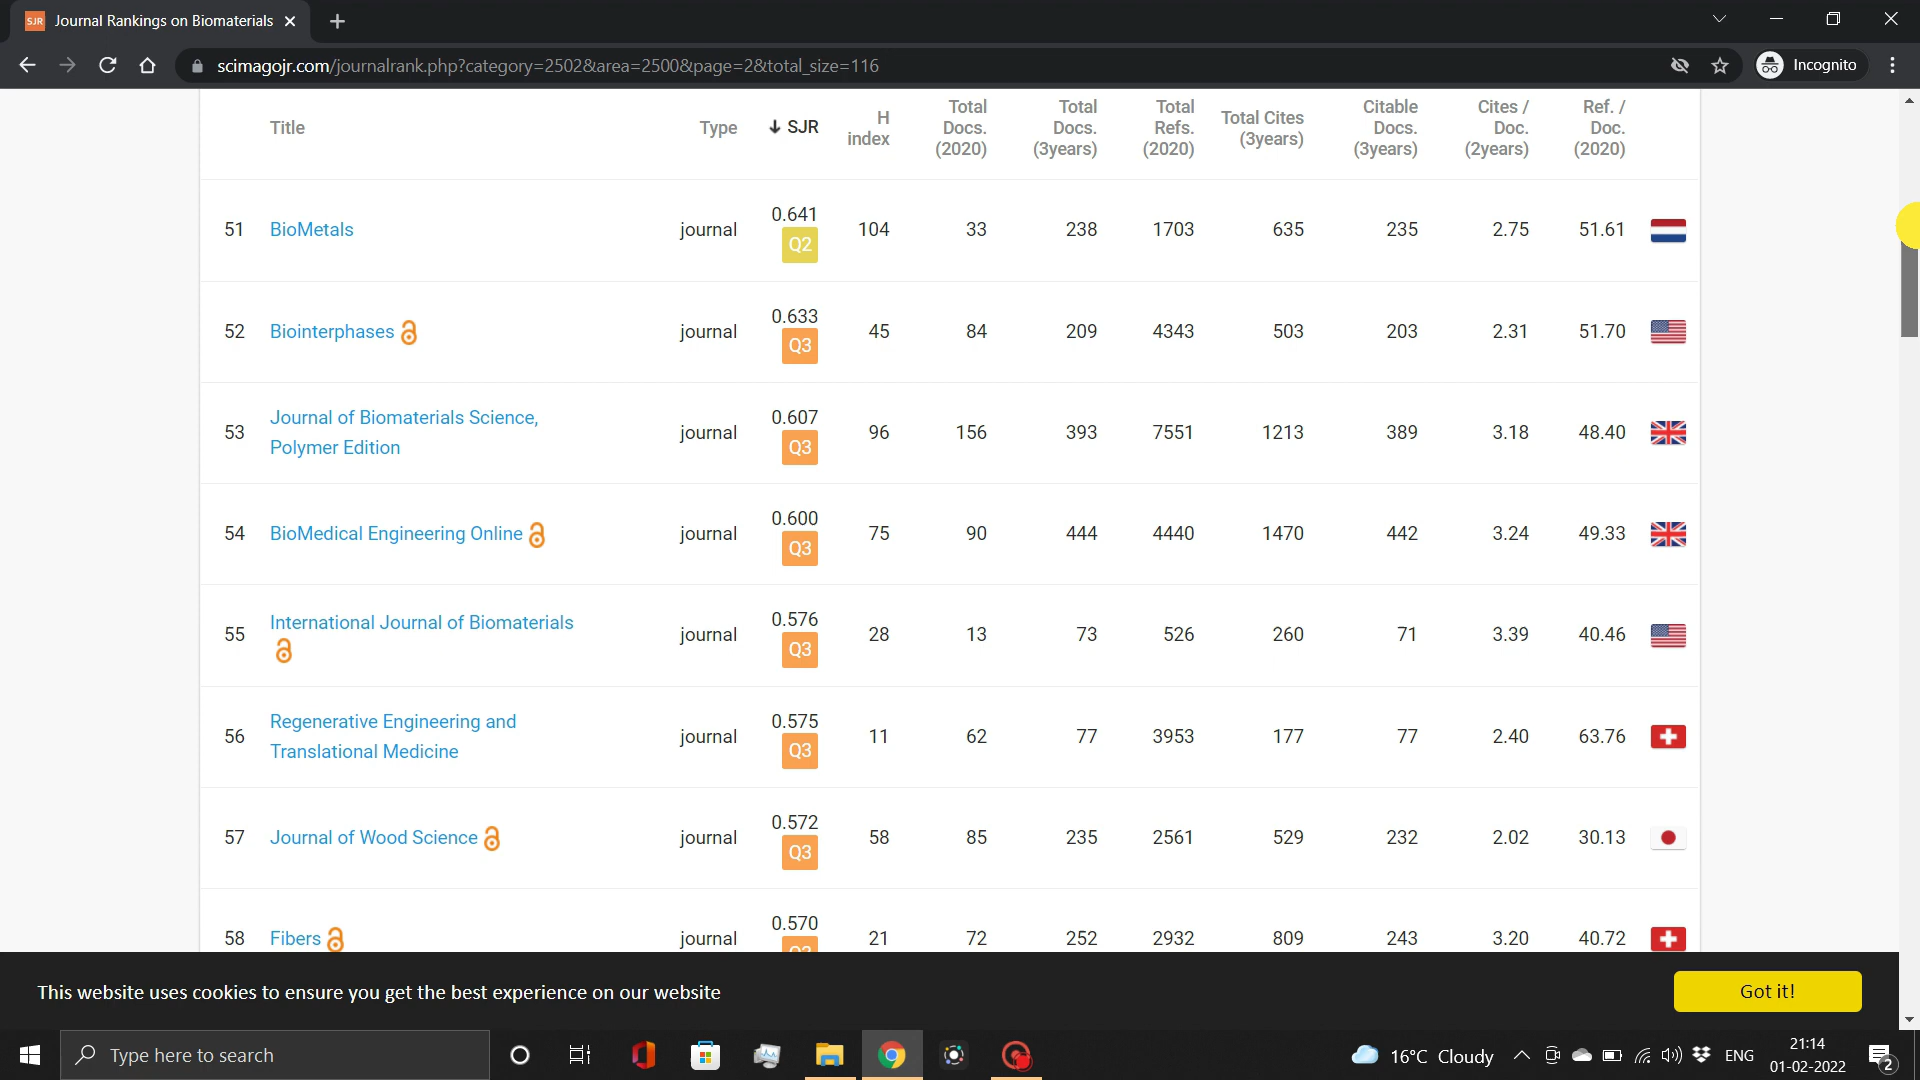 SJR Journal Rankings on Biomaterials
scimagojr.com/journalrank.php?category=2502&area=2500&page=2&total_size=116
Incognito
Title Type SJR H index Total Docs. (2020) Total Docs. (3years) Total Refs. (2020) Total Cites (3years) Citable Docs. (3years) Cites / Doc. (2years) Ref. / Doc. (2020)
51 BioMetals journal 0.641 Q2 104 33 238 1703 635 235 2.75 51.61
52 Biointerphases journal 0.633 Q3 45 84 209 4343 503 203 2.31 51.70
53 Journal of Biomaterials Science, Polymer Edition journal 0.607 Q3 96 156 393 7551 1213 389 3.18 48.40
54 BioMedical Engineering Online journal 0.600 Q3 75 90 444 4440 1470 442 3.24 49.33
55 International Journal of Biomaterials journal 0.576 Q3 28 13 73 526 260 71 3.39 40.46
56 Regenerative Engineering and Translational Medicine journal 0.575 Q3 11 62 77 3953 177 77 2.40 63.76
57 Journal of Wood Science journal 0.572 Q3 58 85 235 2561 529 232 2.02 30.13
58 Fibers journal 0.570 Q3 21 72 252 2932 809 243 3.20 40.72
This website uses cookies to ensure you get the best experience on our website
Got it!
Type here to search
16°C Cloudy
ENG
21:14
01-02-2022
2